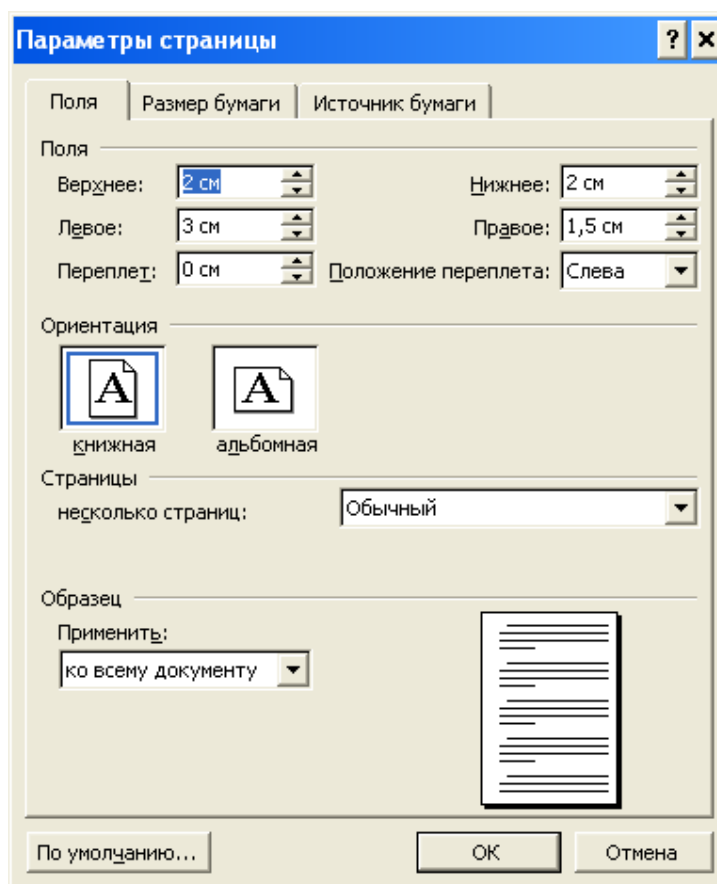 Параметры страницы ? ×
Поля Размер бумаги Источник бумаги
Поля
Верхнее: 2 см Нижнее: 2 см
Левое: 3 см Правое: 1,5 см
Переплет: 0 см Положение переплета: Слева
Ориентация
A A
книжная альбомная
Страницы
несколько страниц: Обычный
Образец
Применить:
ко всему документу
По умолчанию... ОК Отмена